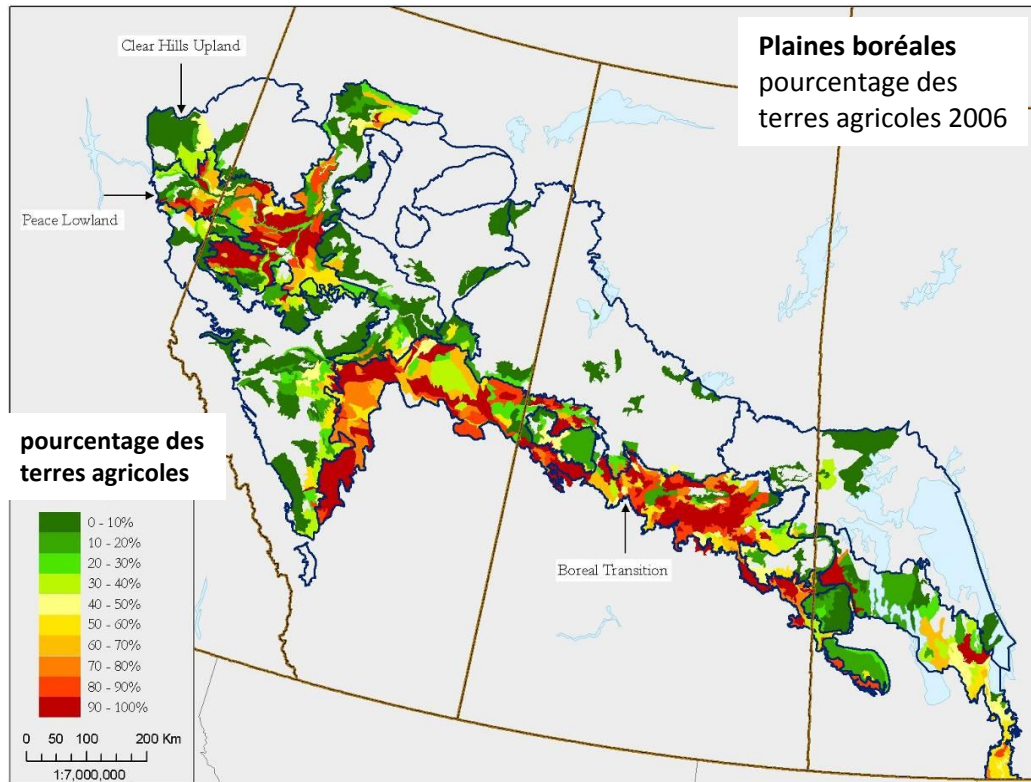 Clear Hills Upland
Plaines boréales
pourcentage des
terres agricoles 2006
Peace Lowland
pourcentage des
terres agricoles
0 - 10%
10 - 20%
20 - 30%
30 - 40%
40 - 50%
50 - 60%
60 - 70%
70 - 80%
80 - 90%
90 - 100%
Boreal Transition
0 50 100 200 Km
1:7,000,000